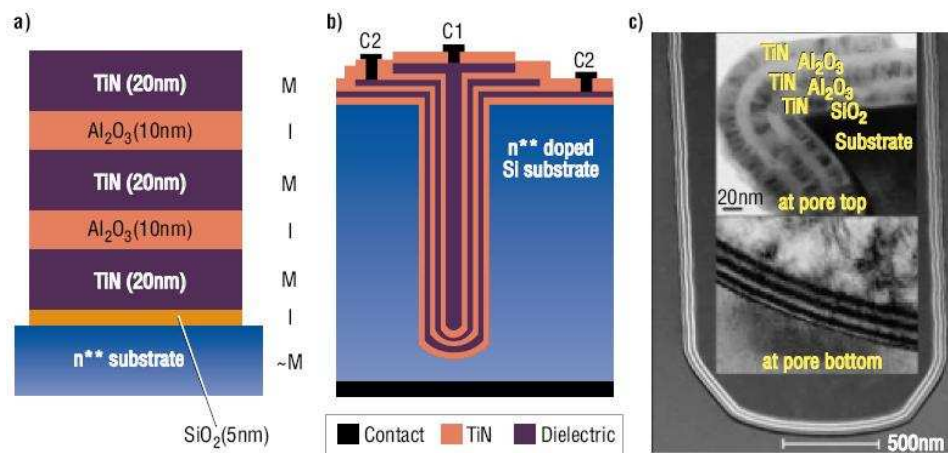 a)
TiN (20nm)
M
Al₂O₃(10nm)
I
TiN (20nm)
M
Al₂O₃(10nm)
I
TiN (20nm)
M
I
n** substrate
~M
SiO₂(5nm)
b)
C1
C2
C2
n** doped
Si substrate
Contact
TiN
Dielectric
c)
TiN
Al₂O₃
TiN
Al₂O₃
TiN
SiO₂
Substrate
20nm
at pore top
at pore bottom
500nm